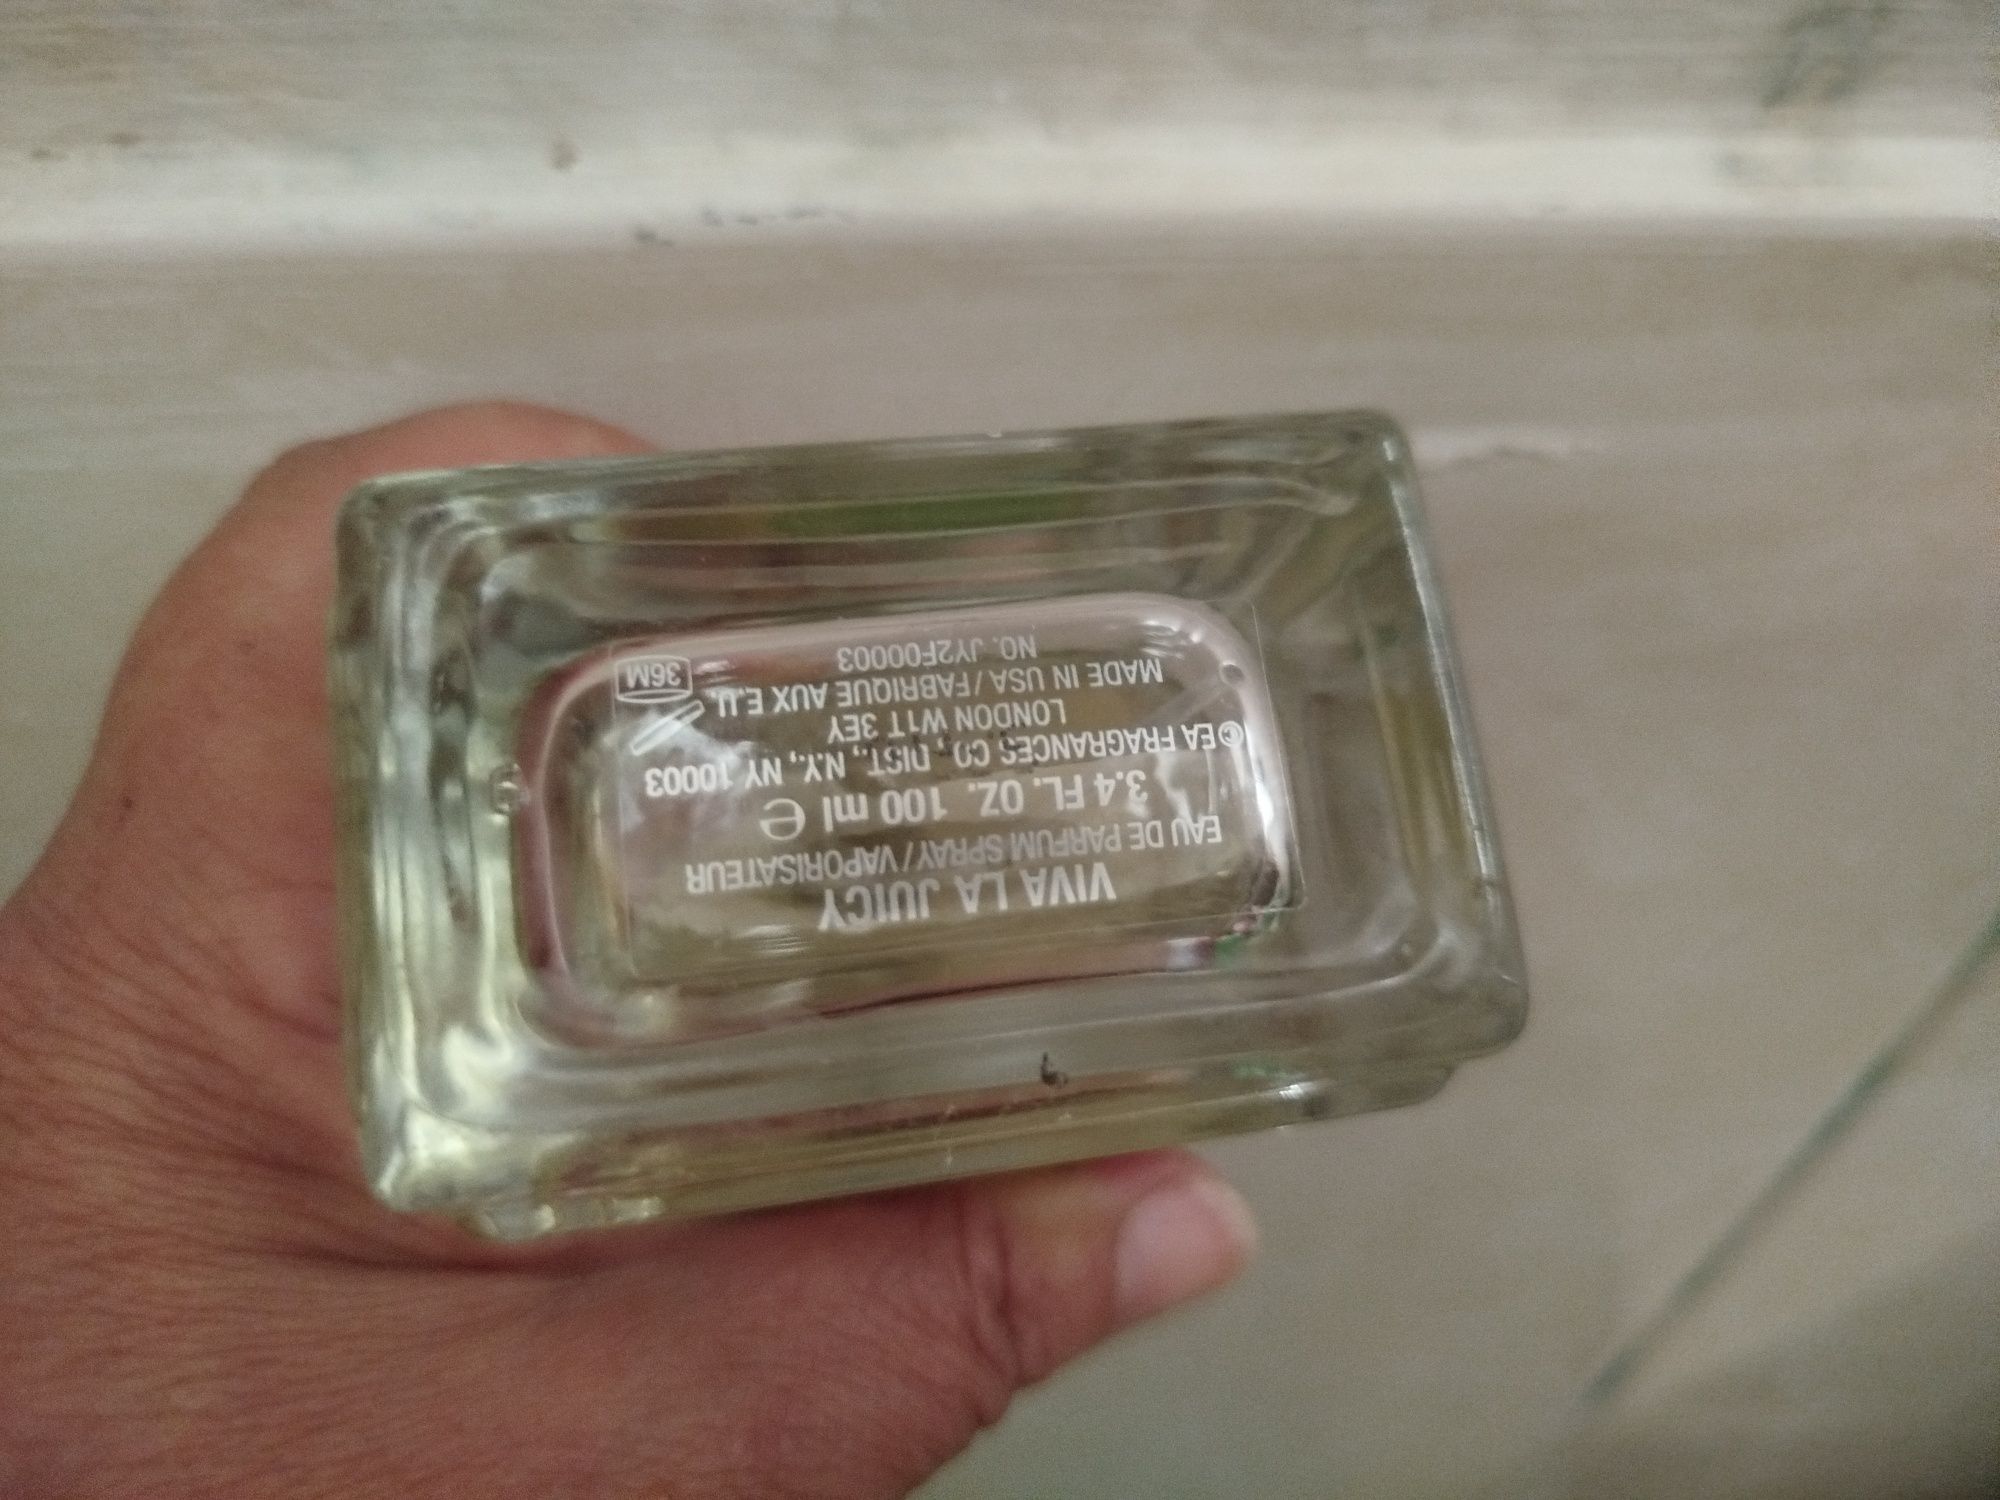 VIVA LA JUICY
EAU DE PARFUM SPRAY / VAPORISATEUR
3.4 FL. OZ. 100 ml ℮
© EA FRAGRANCES CO, DIST., N.Y., NY 10003
LONDON W1T 3EY
MADE IN USA / FABRIQUE AUX E.U.
NO. JY2F00003
36M